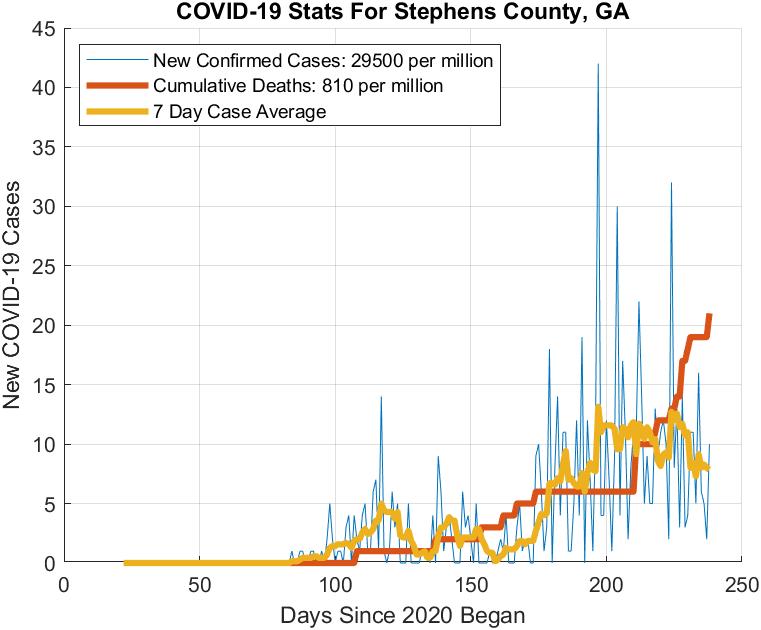 COVID-19 Stats For Stephens County, GA
New Confirmed Cases: 29500 per million
Cumulative Deaths: 810 per million
7 Day Case Average
New COVID-19 Cases
45
40
35
30
25
20
15
10
5
0
0 50 100 150 200 250
Days Since 2020 Began